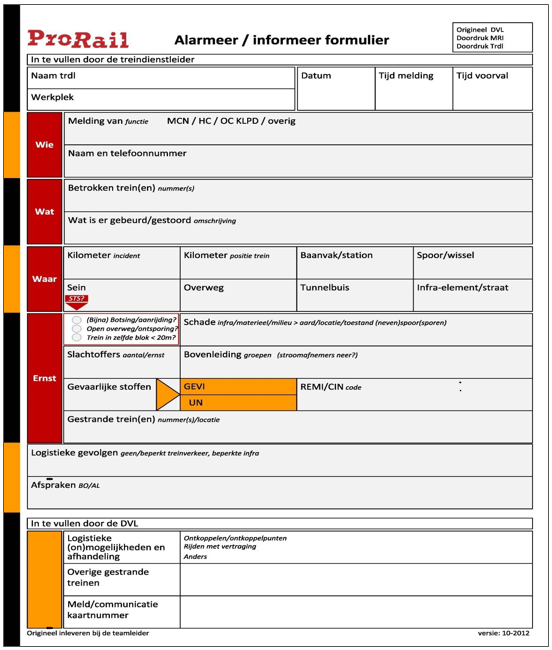 ProRail
Alarmeer / informeer formulier
Origineel DVL
Doordruk MRI
Doordruk Trdl
In te vullen door de treindienstleider
Naam trdl
Datum
Tijd melding
Tijd voorval
Werkplek
Wie
Melding van functie MCN / HC / OC KLPD / overig
Naam en telefoonnummer
Wat
Betrokken trein(en) nummer(s)
Wat is er gebeurd/gestoord omschrijving
Waar
Kilometer incident
Kilometer positie trein
Baanvak/station
Spoor/wissel
Sein
STS?
Overweg
Tunnelbuis
Infra-element/straat
Ernst
(Bijna) Botsing/aanrijding?
Open overweg/ontsporing?
Trein in zelfde blok < 20m?
Schade infra/materieel/milieu > aard/locatie/toestand (neven)spoor(sporen)
Slachtoffers aantal/ernst
Bovenleiding groepen (stroomafnemers neer?)
Gevaarlijke stoffen
GEVI
UN
REMI/CIN code
:
Gestrande trein(en) nummer(s)/locatie
Logistieke gevolgen geen/beperkt treinverkeer, beperkte infra
Afspraken BO/AL
In te vullen door de DVL
Logistieke
(on)mogelijkheden en
afhandeling
Ontkoppelen/ontkoppelpunten
Rijden met vertraging
Anders
Overige gestrande
treinen
Meld/communicatie
kaartnummer
Origineel inleveren bij de teamleider
versie: 10-2012